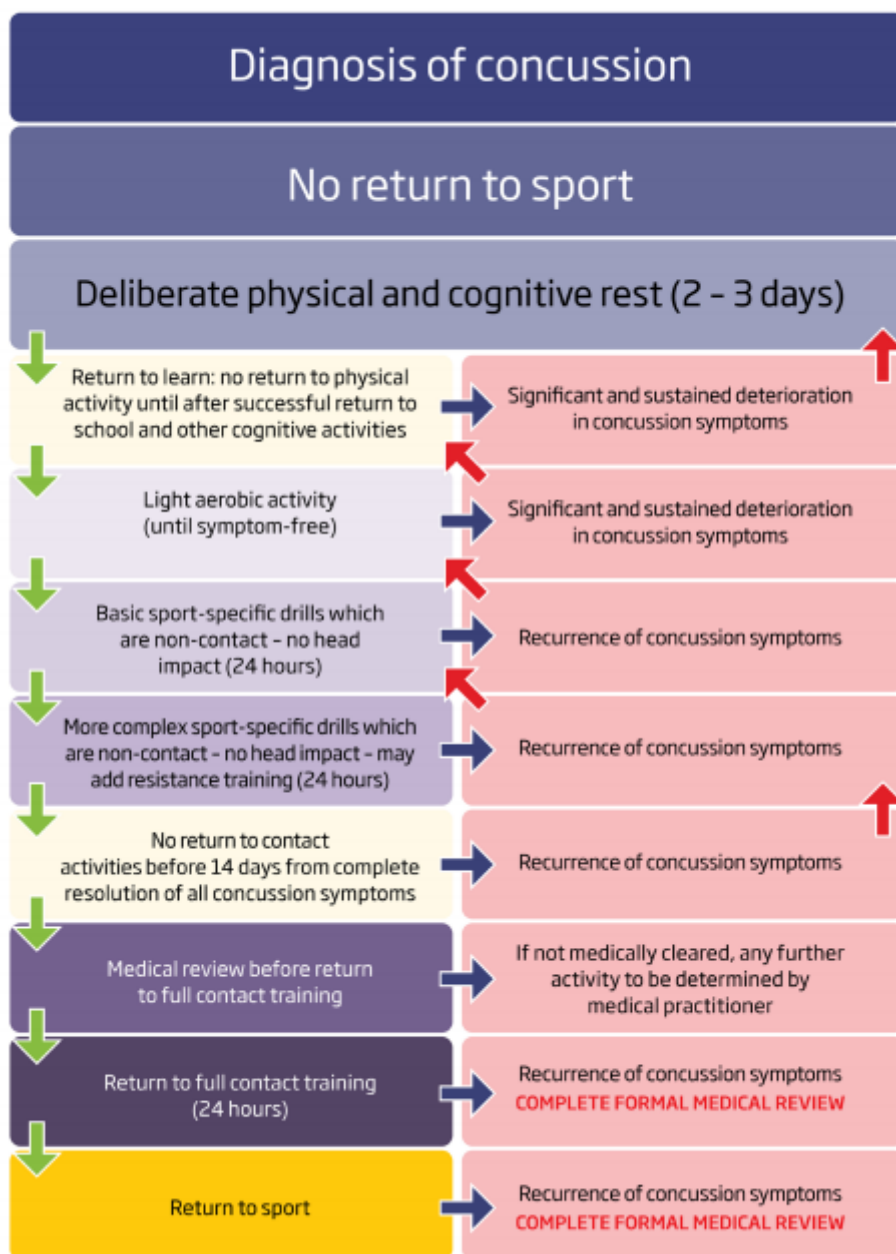 Diagnosis of concussion
No return to sport
Deliberate physical and cognitive rest (2 – 3 days)
Return to learn: no return to physical
activity until after successful return to
school and other cognitive activities
Significant and sustained deterioration
in concussion symptoms
Light aerobic activity
(until symptom-free)
Significant and sustained deterioration
in concussion symptoms
Basic sport-specific drills which
are non-contact – no head
impact (24 hours)
Recurrence of concussion symptoms
More complex sport-specific drills which
are non-contact – no head impact – may
add resistance training (24 hours)
Recurrence of concussion symptoms
No return to contact
activities before 14 days from complete
resolution of all concussion symptoms
Recurrence of concussion symptoms
Medical review before return
to full contact training
If not medically cleared, any further
activity to be determined by
medical practitioner
Return to full contact training
(24 hours)
Recurrence of concussion symptoms
COMPLETE FORMAL MEDICAL REVIEW
Return to sport
Recurrence of concussion symptoms
COMPLETE FORMAL MEDICAL REVIEW